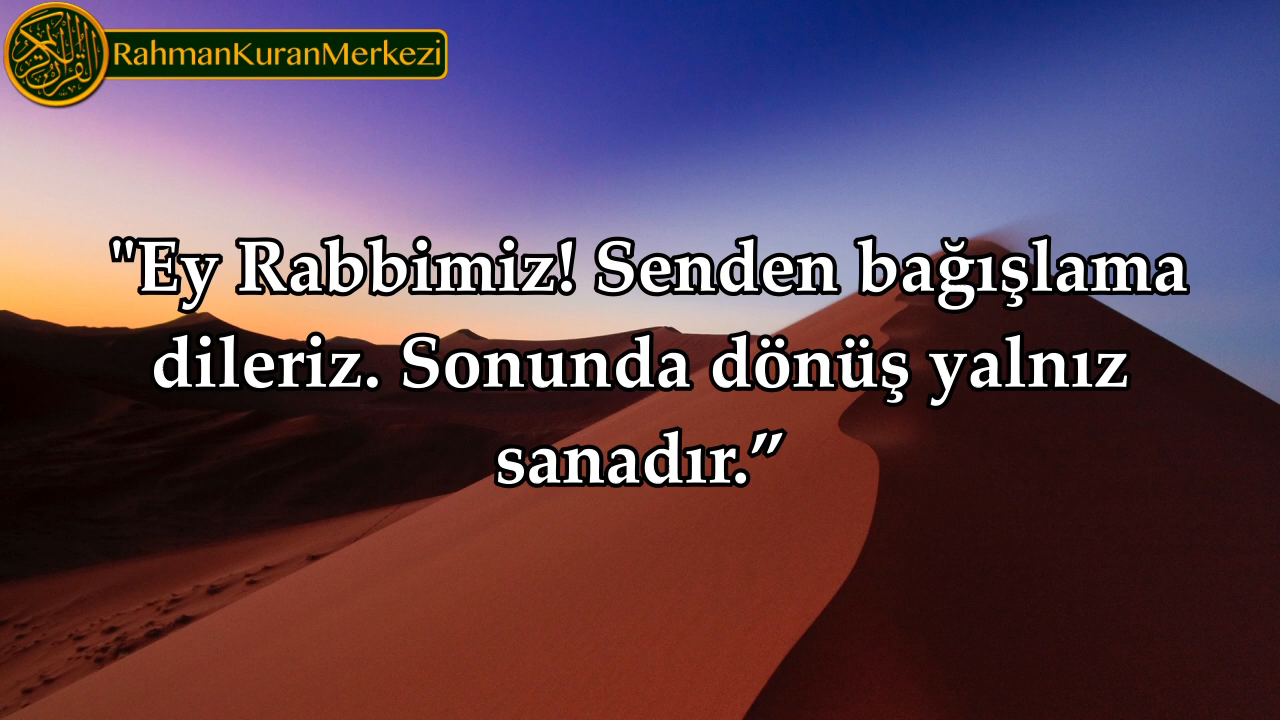 RahmanKuranMerkezi
"Ey Rabbimiz! Senden bağışlama
dileriz. Sonunda dönüş yalnız
sanadır.”